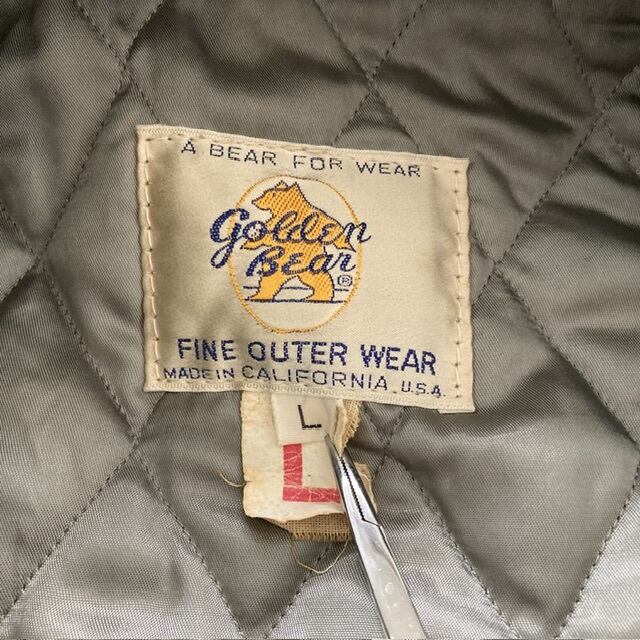 A BEAR FOR WEAR
Golden
Bear
®
FINE OUTER WEAR
MADE IN CALIFORNIA, U.S.A.
L
L